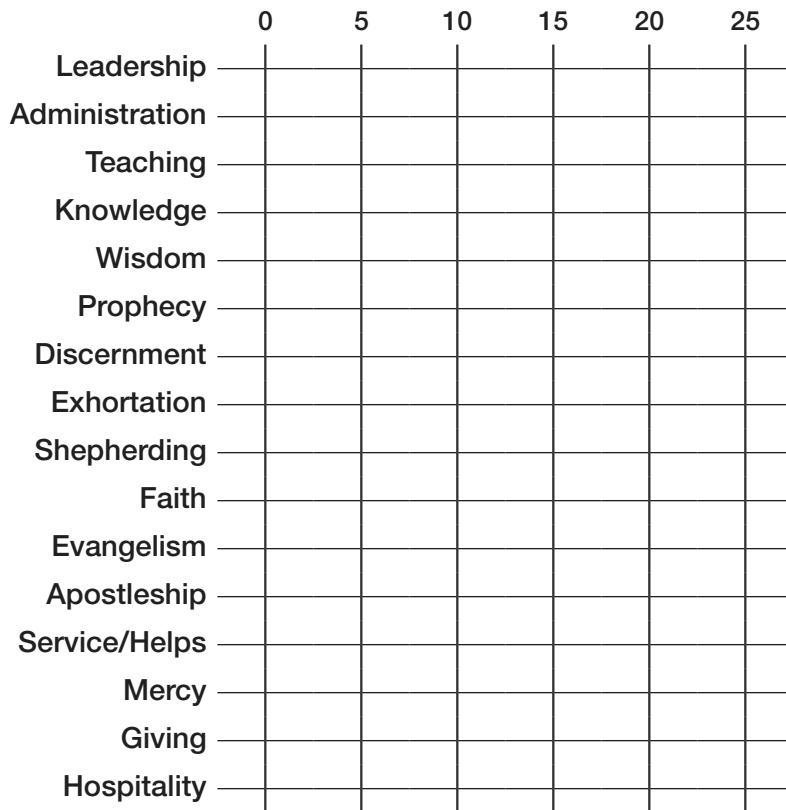 0 5 10 15 20 25
Leadership
Administration
Teaching
Knowledge
Wisdom
Prophecy
Discernment
Exhortation
Shepherding
Faith
Evangelism
Apostleship
Service/Helps
Mercy
Giving
Hospitality